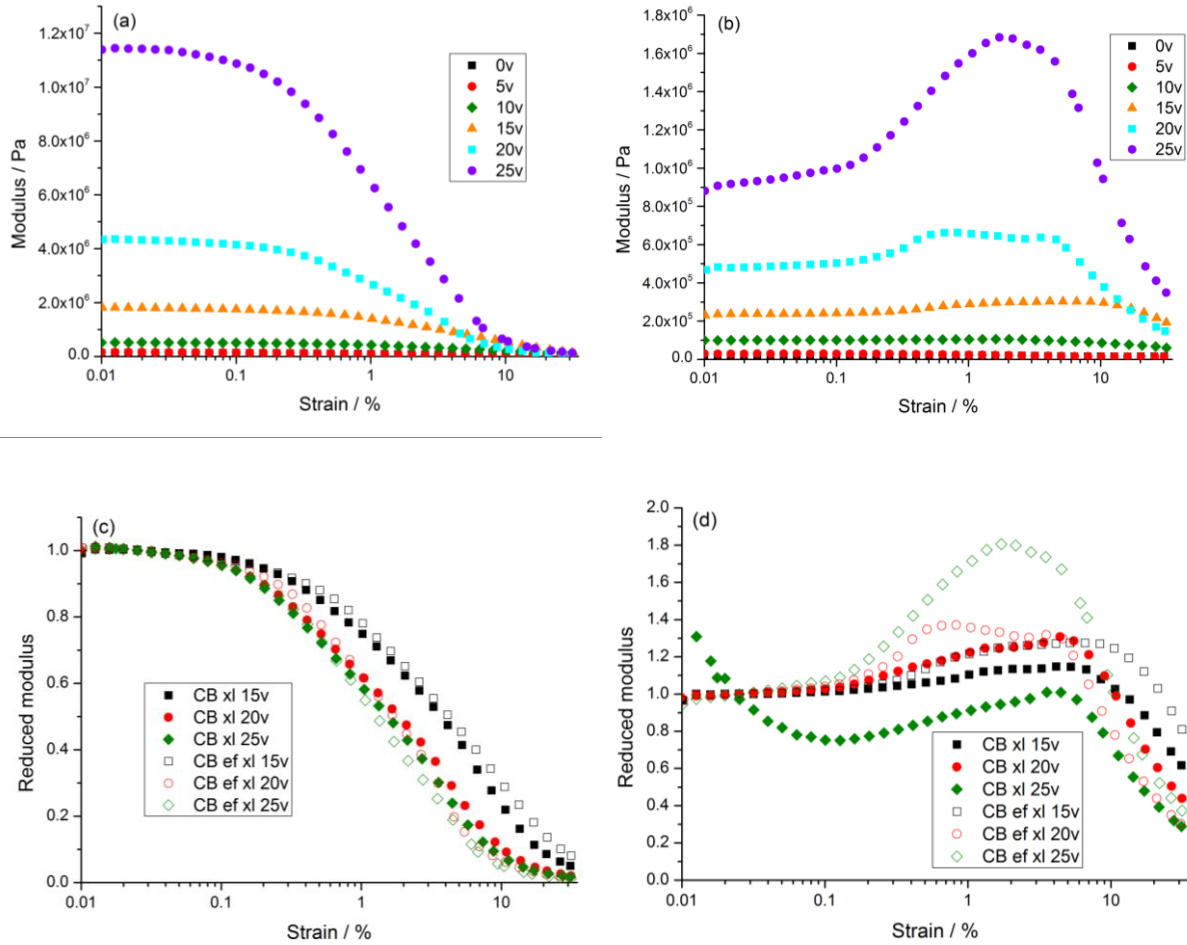 (a)
1.2x10⁷
1.0x10⁷
8.0x10⁶
6.0x10⁶
4.0x10⁶
2.0x10⁶
0.0
Modulus / Pa
0v
5v
10v
15v
20v
25v
0.01
0.1
1
10
Strain / %
(b)
1.8x10⁶
1.6x10⁶
1.4x10⁶
1.2x10⁶
1.0x10⁶
8.0x10⁵
6.0x10⁵
4.0x10⁵
2.0x10⁵
0.0
Modulus / Pa
0v
5v
10v
15v
20v
25v
0.01
0.1
1
10
Strain / %
(c)
1.0
0.8
0.6
0.4
0.2
0.0
Reduced modulus
CB xl 15v
CB xl 20v
CB xl 25v
CB ef xl 15v
CB ef xl 20v
CB ef xl 25v
0.01
0.1
1
10
Strain / %
(d)
2.0
1.8
1.6
1.4
1.2
1.0
0.8
0.6
0.4
0.2
0.0
Reduced modulus
CB xl 15v
CB xl 20v
CB xl 25v
CB ef xl 15v
CB ef xl 20v
CB ef xl 25v
0.01
0.1
1
10
Strain / %